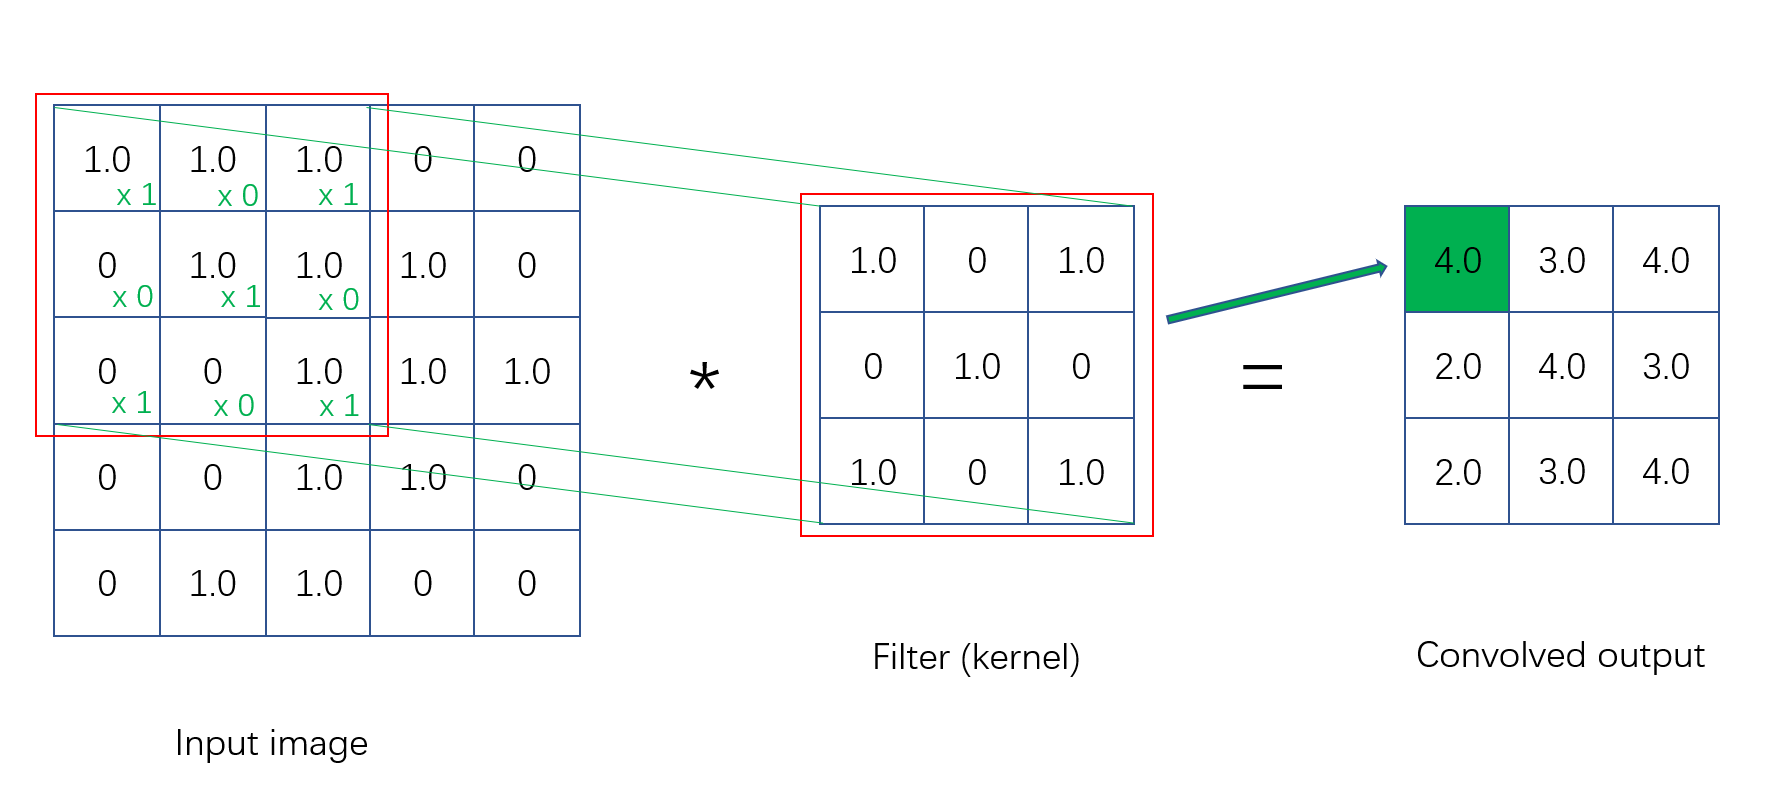 1.0 1.0 1.0 0 0
x 1 x 0 x 1
0 1.0 1.0 1.0 0
x 0 x 1 x 0
0 0 1.0 1.0 1.0
x 1 x 0 x 1
0 0 1.0 1.0 0
0 1.0 1.0 0 0
Input image
*
1.0 0 1.0
0 1.0 0
1.0 0 1.0
Filter (kernel)
=
4.0 3.0 4.0
2.0 4.0 3.0
2.0 3.0 4.0
Convolved output